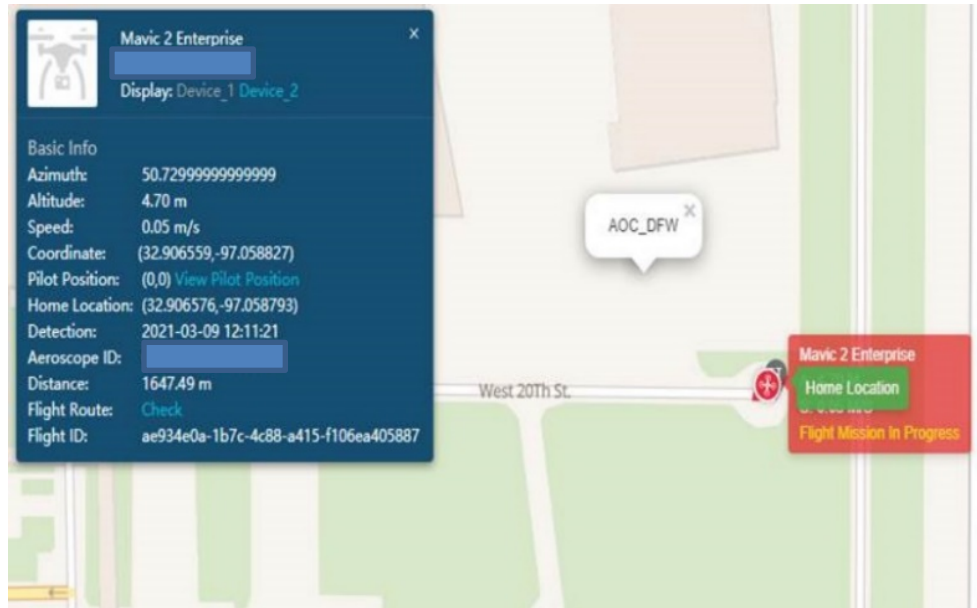 Mavic 2 Enterprise
Display: Device_1 Device_2
Basic Info
Azimuth: 50.72999999999999
Altitude: 4.70 m
Speed: 0.05 m/s
Coordinate: (32.906559,-97.058827)
Pilot Position: (0,0) View Pilot Position
Home Location: (32.906576,-97.058793)
Detection: 2021-03-09 12:11:21
Aeroscope ID:
Distance: 1647.49 m
Flight Route: Check
Flight ID: ae934e0a-1b7c-4c88-a415-f106ea405887
AOC_DFW
West 20Th St.
Mavic 2 Enterprise
Home Location
Flight Mission In Progress